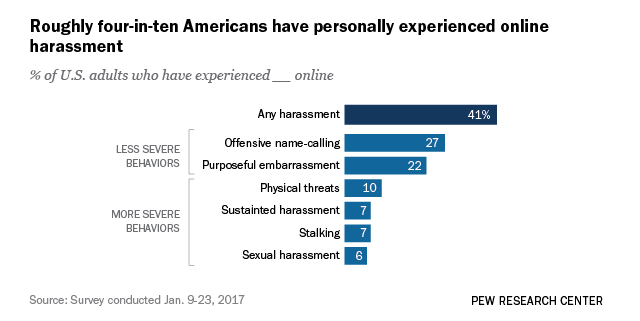 Roughly four-in-ten Americans have personally experienced online
harassment
% of U.S. adults who have experienced __ online
Any harassment 41%
LESS SEVERE
BEHAVIORS
Offensive name-calling 27
Purposeful embarrassment 22
MORE SEVERE
BEHAVIORS
Physical threats 10
Sustainted harassment 7
Stalking 7
Sexual harassment 6
Source: Survey conducted Jan. 9-23, 2017
PEW RESEARCH CENTER